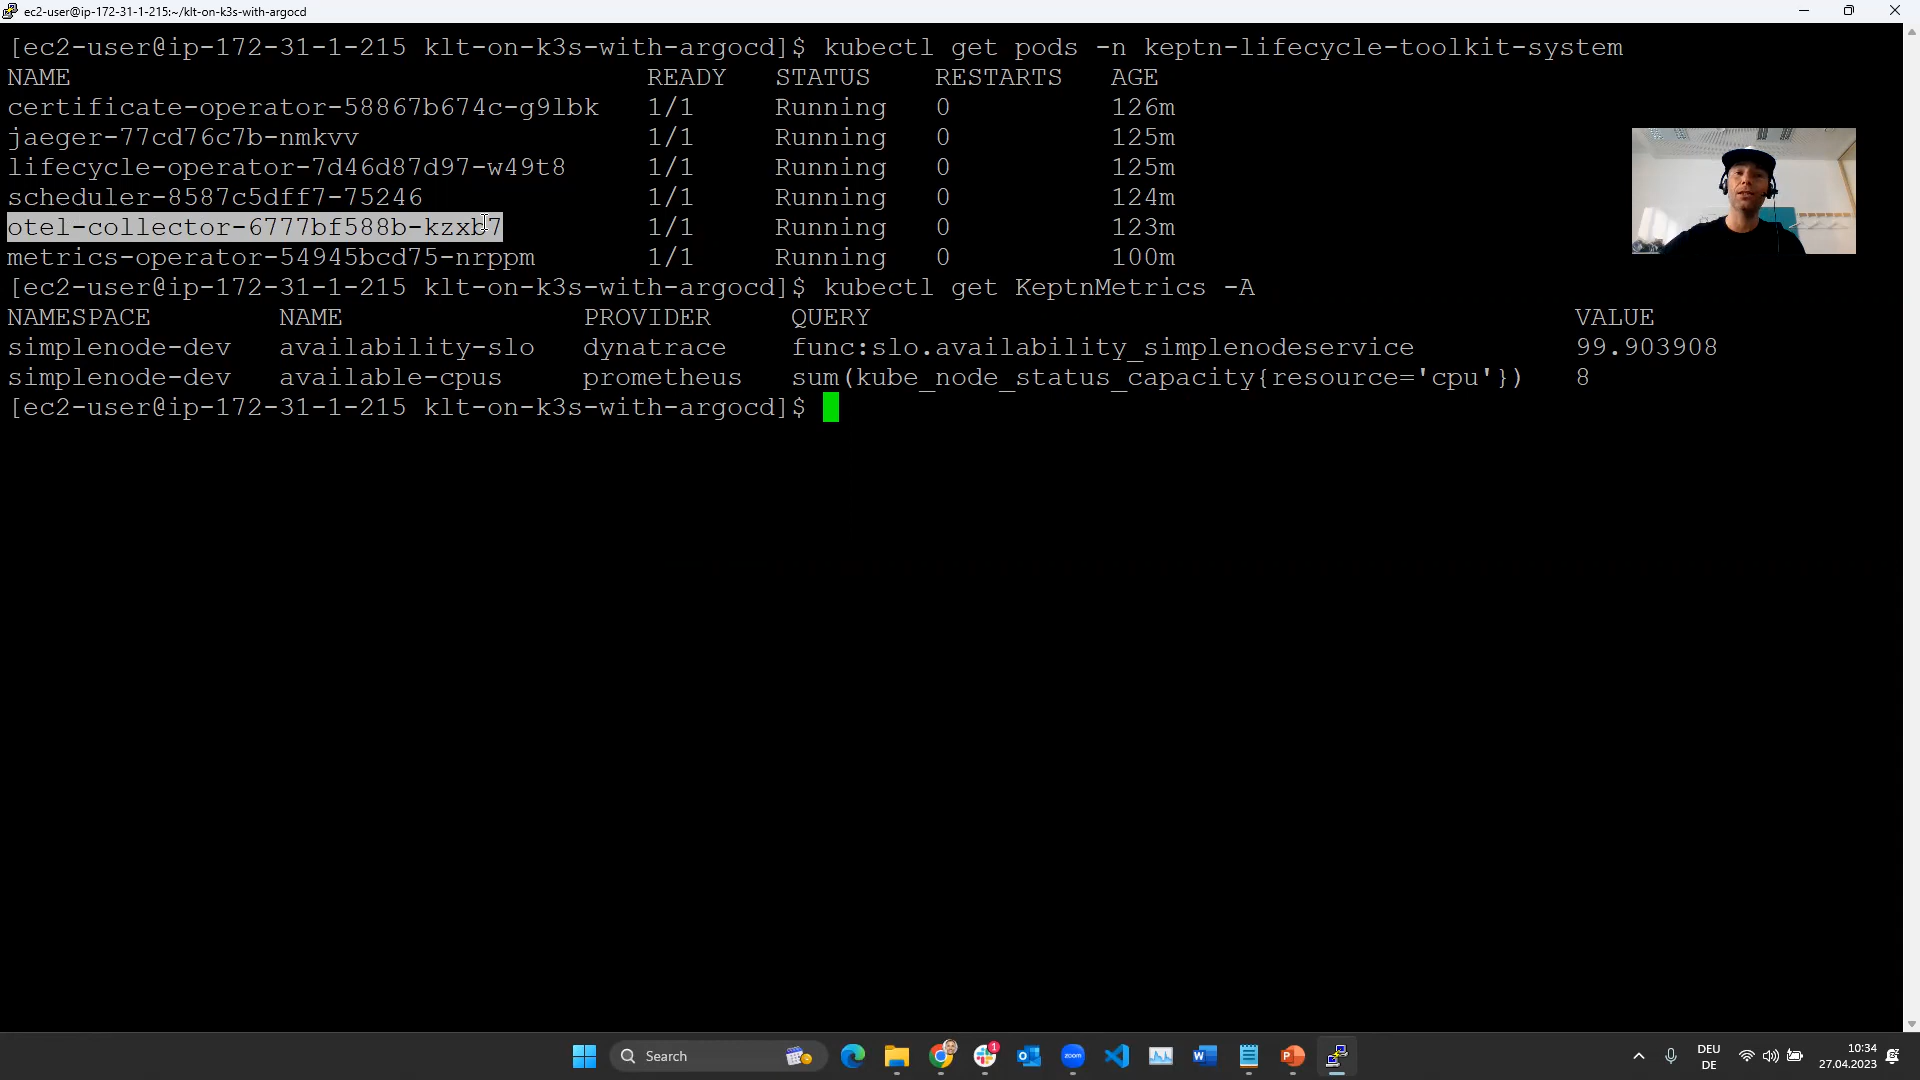 ec2-user@ip-172-31-1-215:~/klt-on-k3s-with-argocd
[ec2-user@ip-172-31-1-215 klt-on-k3s-with-argocd]$ kubectl get pods -n keptn-lifecycle-toolkit-system
NAME READY STATUS RESTARTS AGE
certificate-operator-58867b674c-g9lbk 1/1 Running 0 126m
jaeger-77cd76c7b-nmkvv 1/1 Running 0 125m
lifecycle-operator-7d46d87d97-w49t8 1/1 Running 0 125m
scheduler-8587c5dff7-75246 1/1 Running 0 124m
otel-collector-6777bf588b-kzxb7 1/1 Running 0 123m
metrics-operator-54945bcd75-nrppm 1/1 Running 0 100m
[ec2-user@ip-172-31-1-215 klt-on-k3s-with-argocd]$ kubectl get KeptnMetrics -A
NAMESPACE NAME PROVIDER QUERY VALUE
simplenode-dev availability-slo dynatrace func:slo.availability_simplenodeservice 99.903908
simplenode-dev available-cpus prometheus sum(kube_node_status_capacity{resource='cpu'}) 8
[ec2-user@ip-172-31-1-215 klt-on-k3s-with-argocd]$
Search
1
zoom
DEU
DE
10:34
27.04.2023